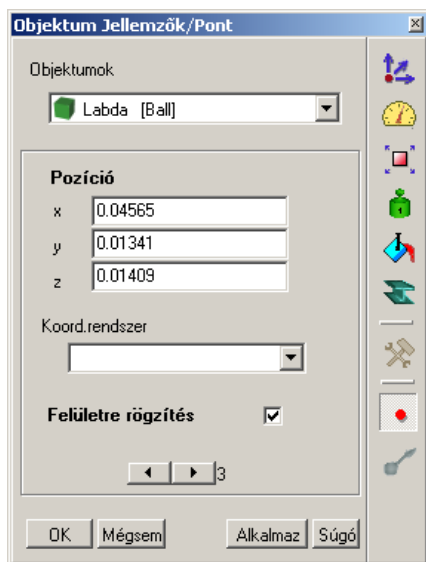 Objektum Jellemzők/Pont
Objektumok
Labda [Ball]
Pozíció
x 0.04565
y 0.01341
z 0.01409
Koord.rendszer
Felületre rögzítés
3
OK Mégsem Alkalmaz Súgó